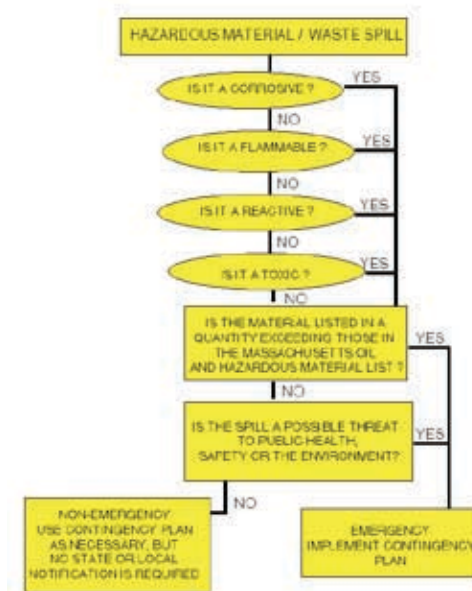 HAZARDOUS MATERIAL / WASTE SPILL
IS IT A CORROSIVE ?
YES
NO
IS IT A FLAMMABLE ?
YES
NO
IS IT A REACTIVE ?
YES
NO
IS IT A TOXIC ?
YES
NO
IS THE MATERIAL LISTED IN A
QUANTITY EXCEEDING THOSE IN
THE MASSACHUSETTS OIL
AND HAZARDOUS MATERIAL LIST ?
YES
NO
IS THE SPILL A POSSIBLE THREAT
TO PUBLIC HEALTH,
SAFETY OR THE ENVIRONMENT?
YES
NO
NON-EMERGENCY
USE CONTINGENCY PLAN
AS NECESSARY, BUT
NO STATE OR LOCAL
NOTIFICATION IS REQUIRED
EMERGENCY
IMPLEMENT CONTINGENCY
PLAN